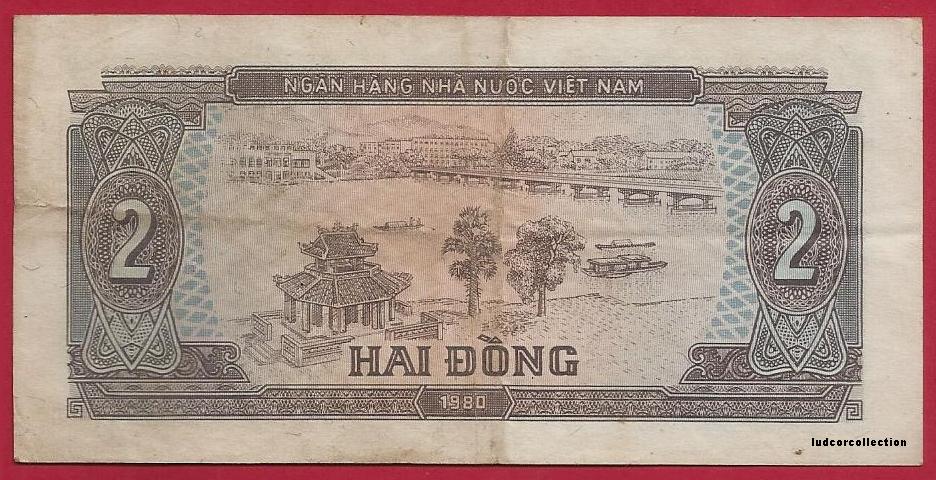 NGÂN HÀNG NHÀ NƯỚC VIỆT NAM
2 2
HAI ĐỒNG
1980
ludcorcollection